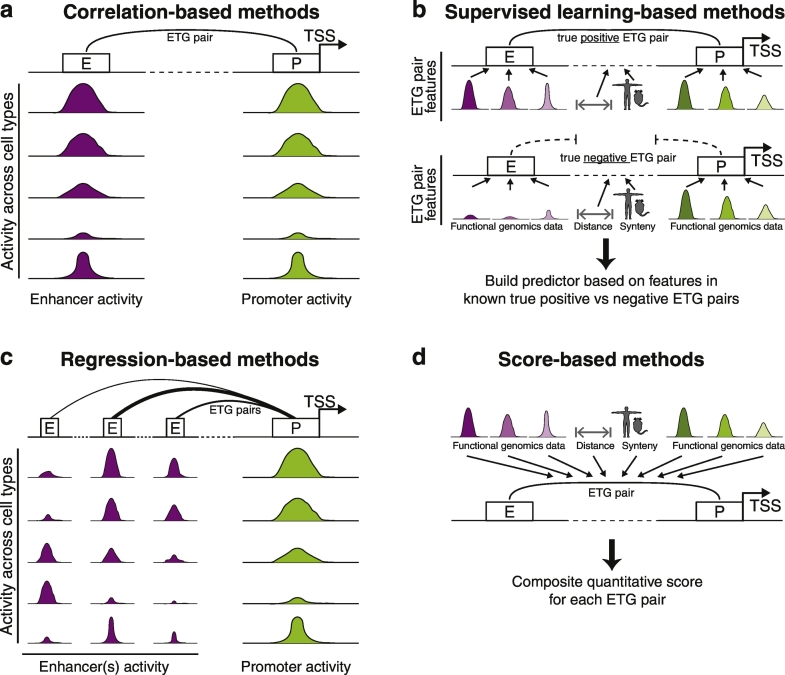 a Correlation-based methods
ETG pair
TSS
E
P
Activity across cell types
Enhancer activity
Promoter activity
b Supervised learning-based methods
true positive ETG pair
TSS
E
P
ETG pair
features
true negative ETG pair
TSS
E
P
ETG pair
features
Functional genomics data
Distance
Synteny
Functional genomics data
Build predictor based on features in
known true positive vs negative ETG pairs
c Regression-based methods
TSS
ETG pairs
E
E
E
P
Activity across cell types
Enhancer(s) activity
Promoter activity
d Score-based methods
Functional genomics data
Distance
Synteny
Functional genomics data
ETG pair
E
P
TSS
Composite quantitative score
for each ETG pair